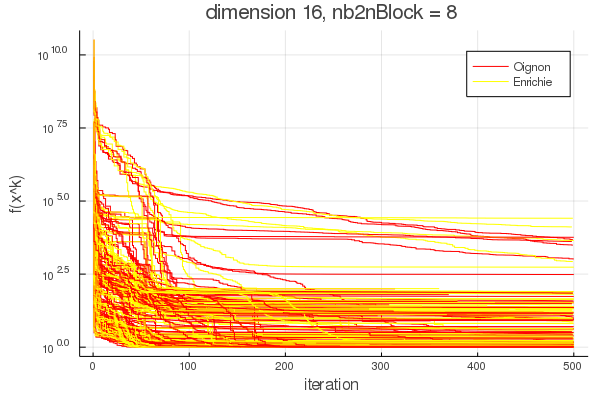 dimension 16, nb2nBlock = 8
10^10.0
10^7.5
10^5.0
10^2.5
10^0.0
f(x^k)
Oignon
Enrichie
0 100 200 300 400 500
iteration